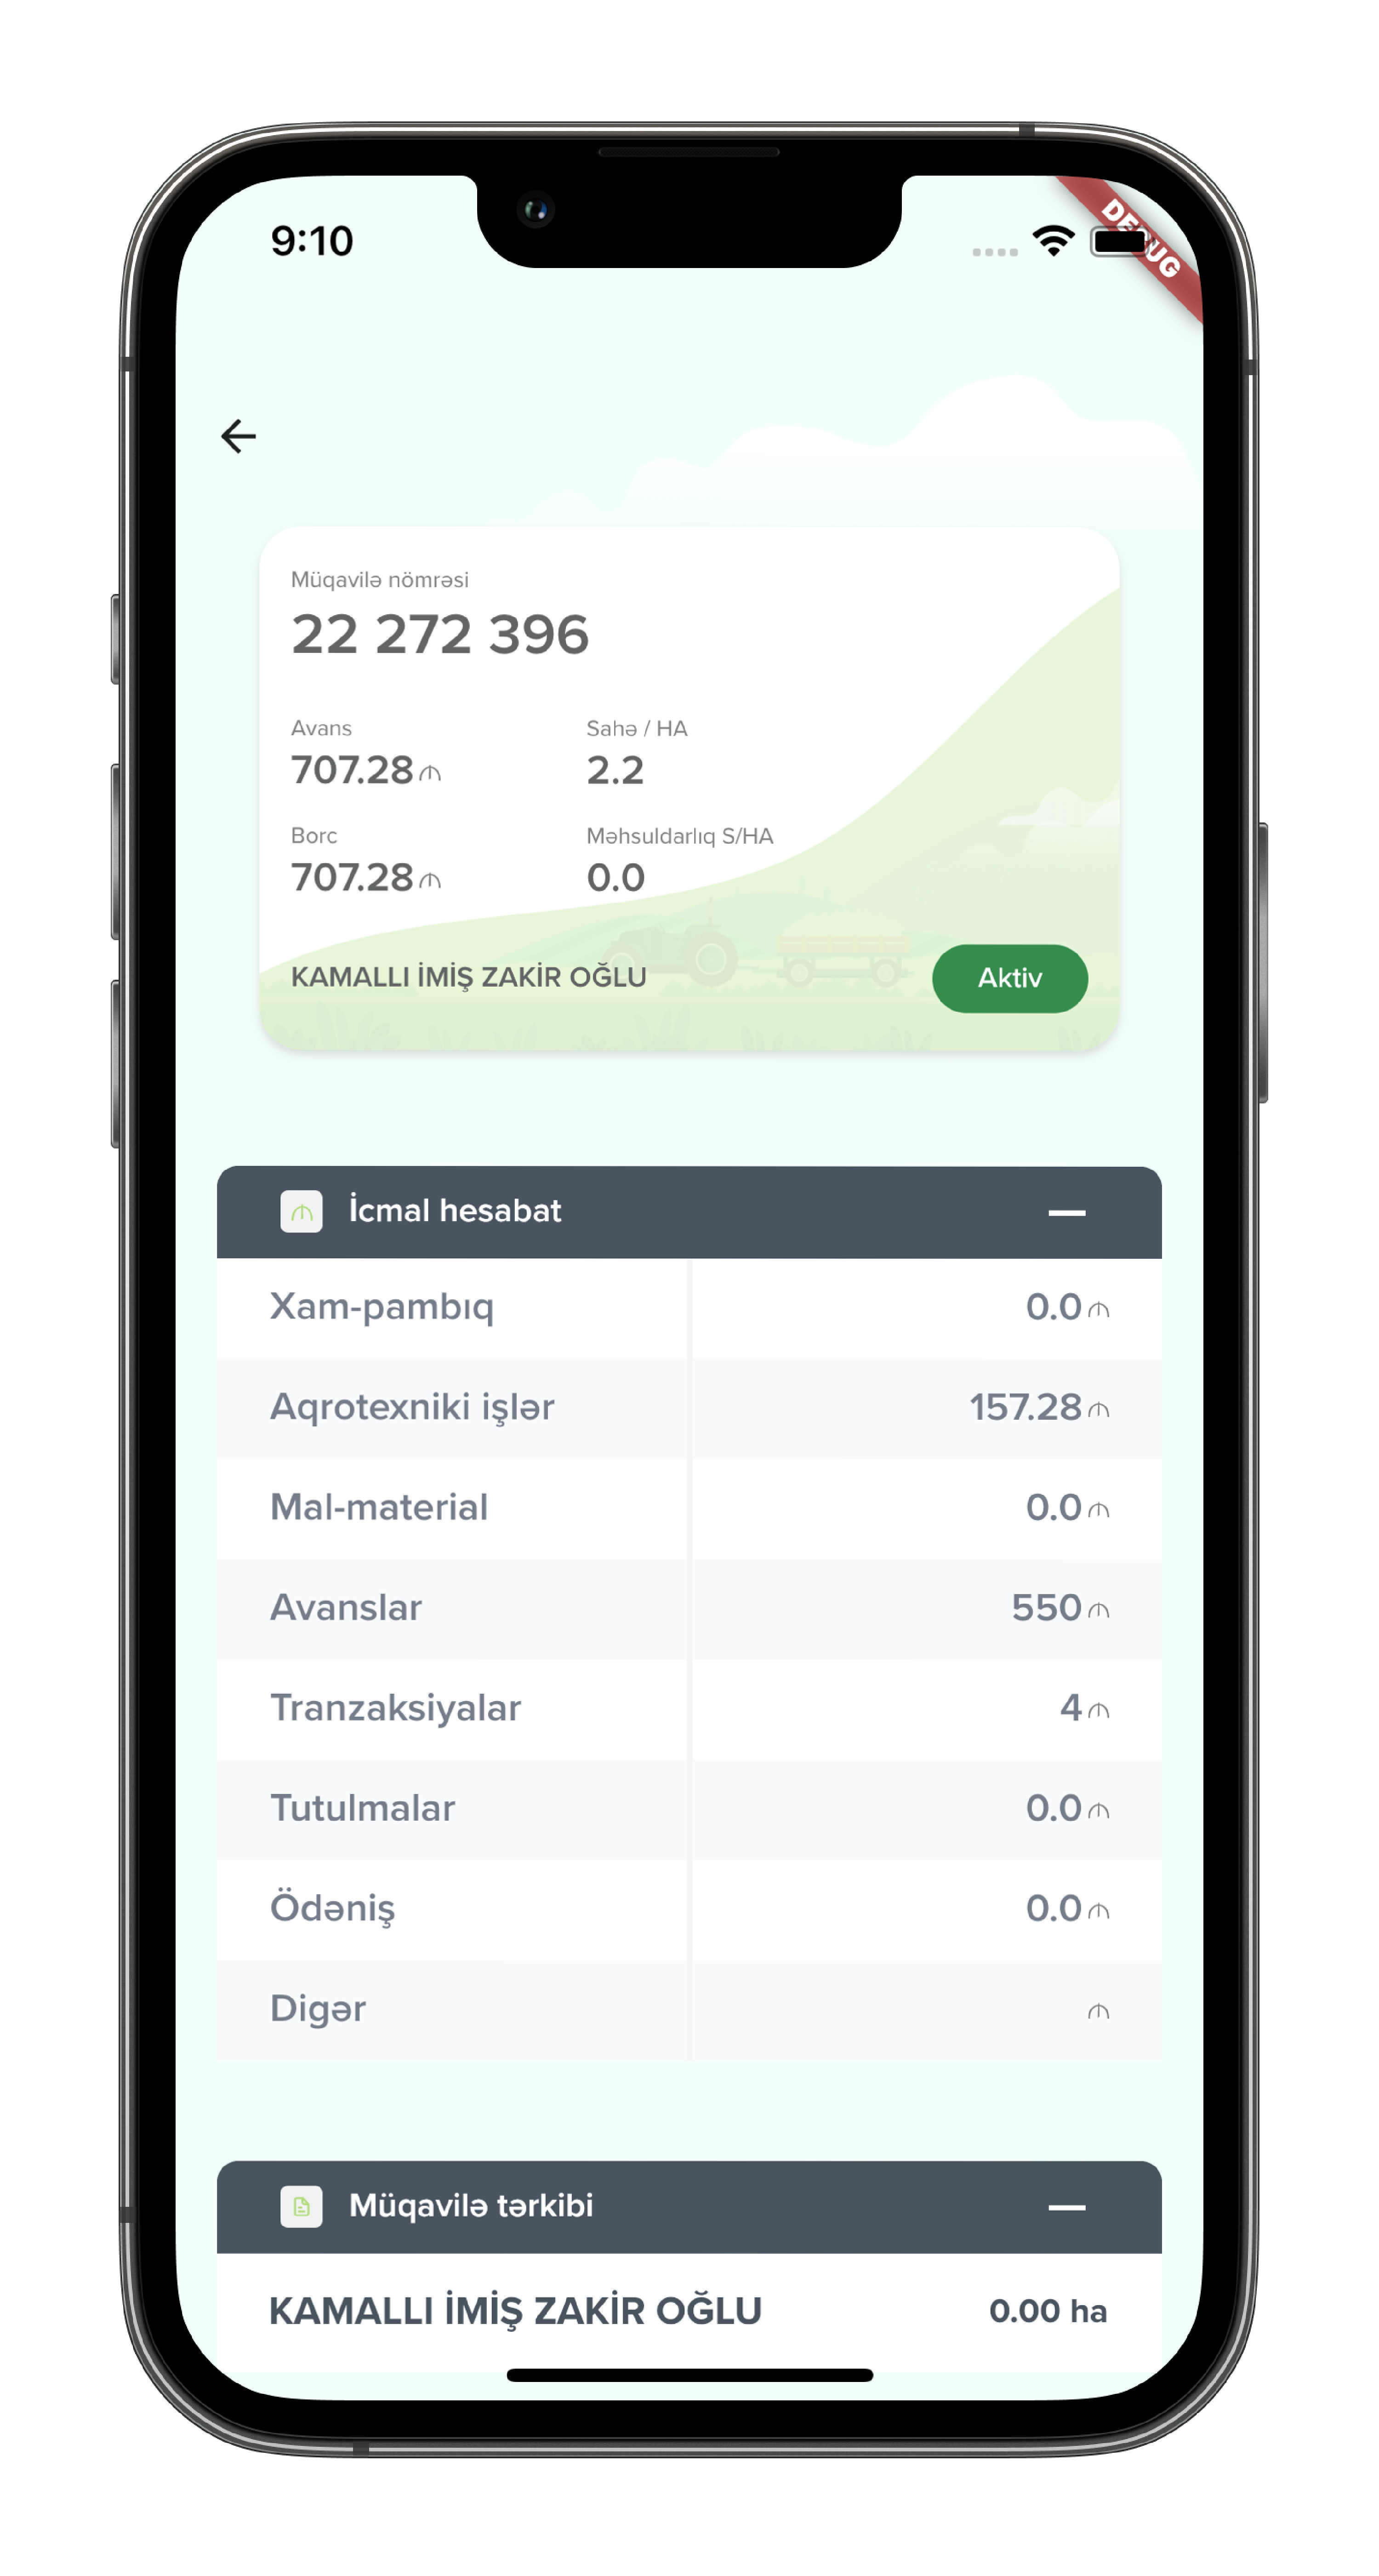 9:10
DEBUG
Müqavilə nömrəsi
22 272 396
Avans
Sahə / HA
707.28 ₼
2.2
Borc
Məhsuldarlıq S/HA
707.28 ₼
0.0
KAMALLI İMİŞ ZAKİR OĞLU
Aktiv
₼ İcmal hesabat
Xam-pambıq 0.0 ₼
Aqrotexniki işlər 157.28 ₼
Mal-material 0.0 ₼
Avanslar 550 ₼
Tranzaksiyalar 4 ₼
Tutulmalar 0.0 ₼
Ödəniş 0.0 ₼
Digər ₼
Müqavilə tərkibi
KAMALLI İMİŞ ZAKİR OĞLU 0.00 ha